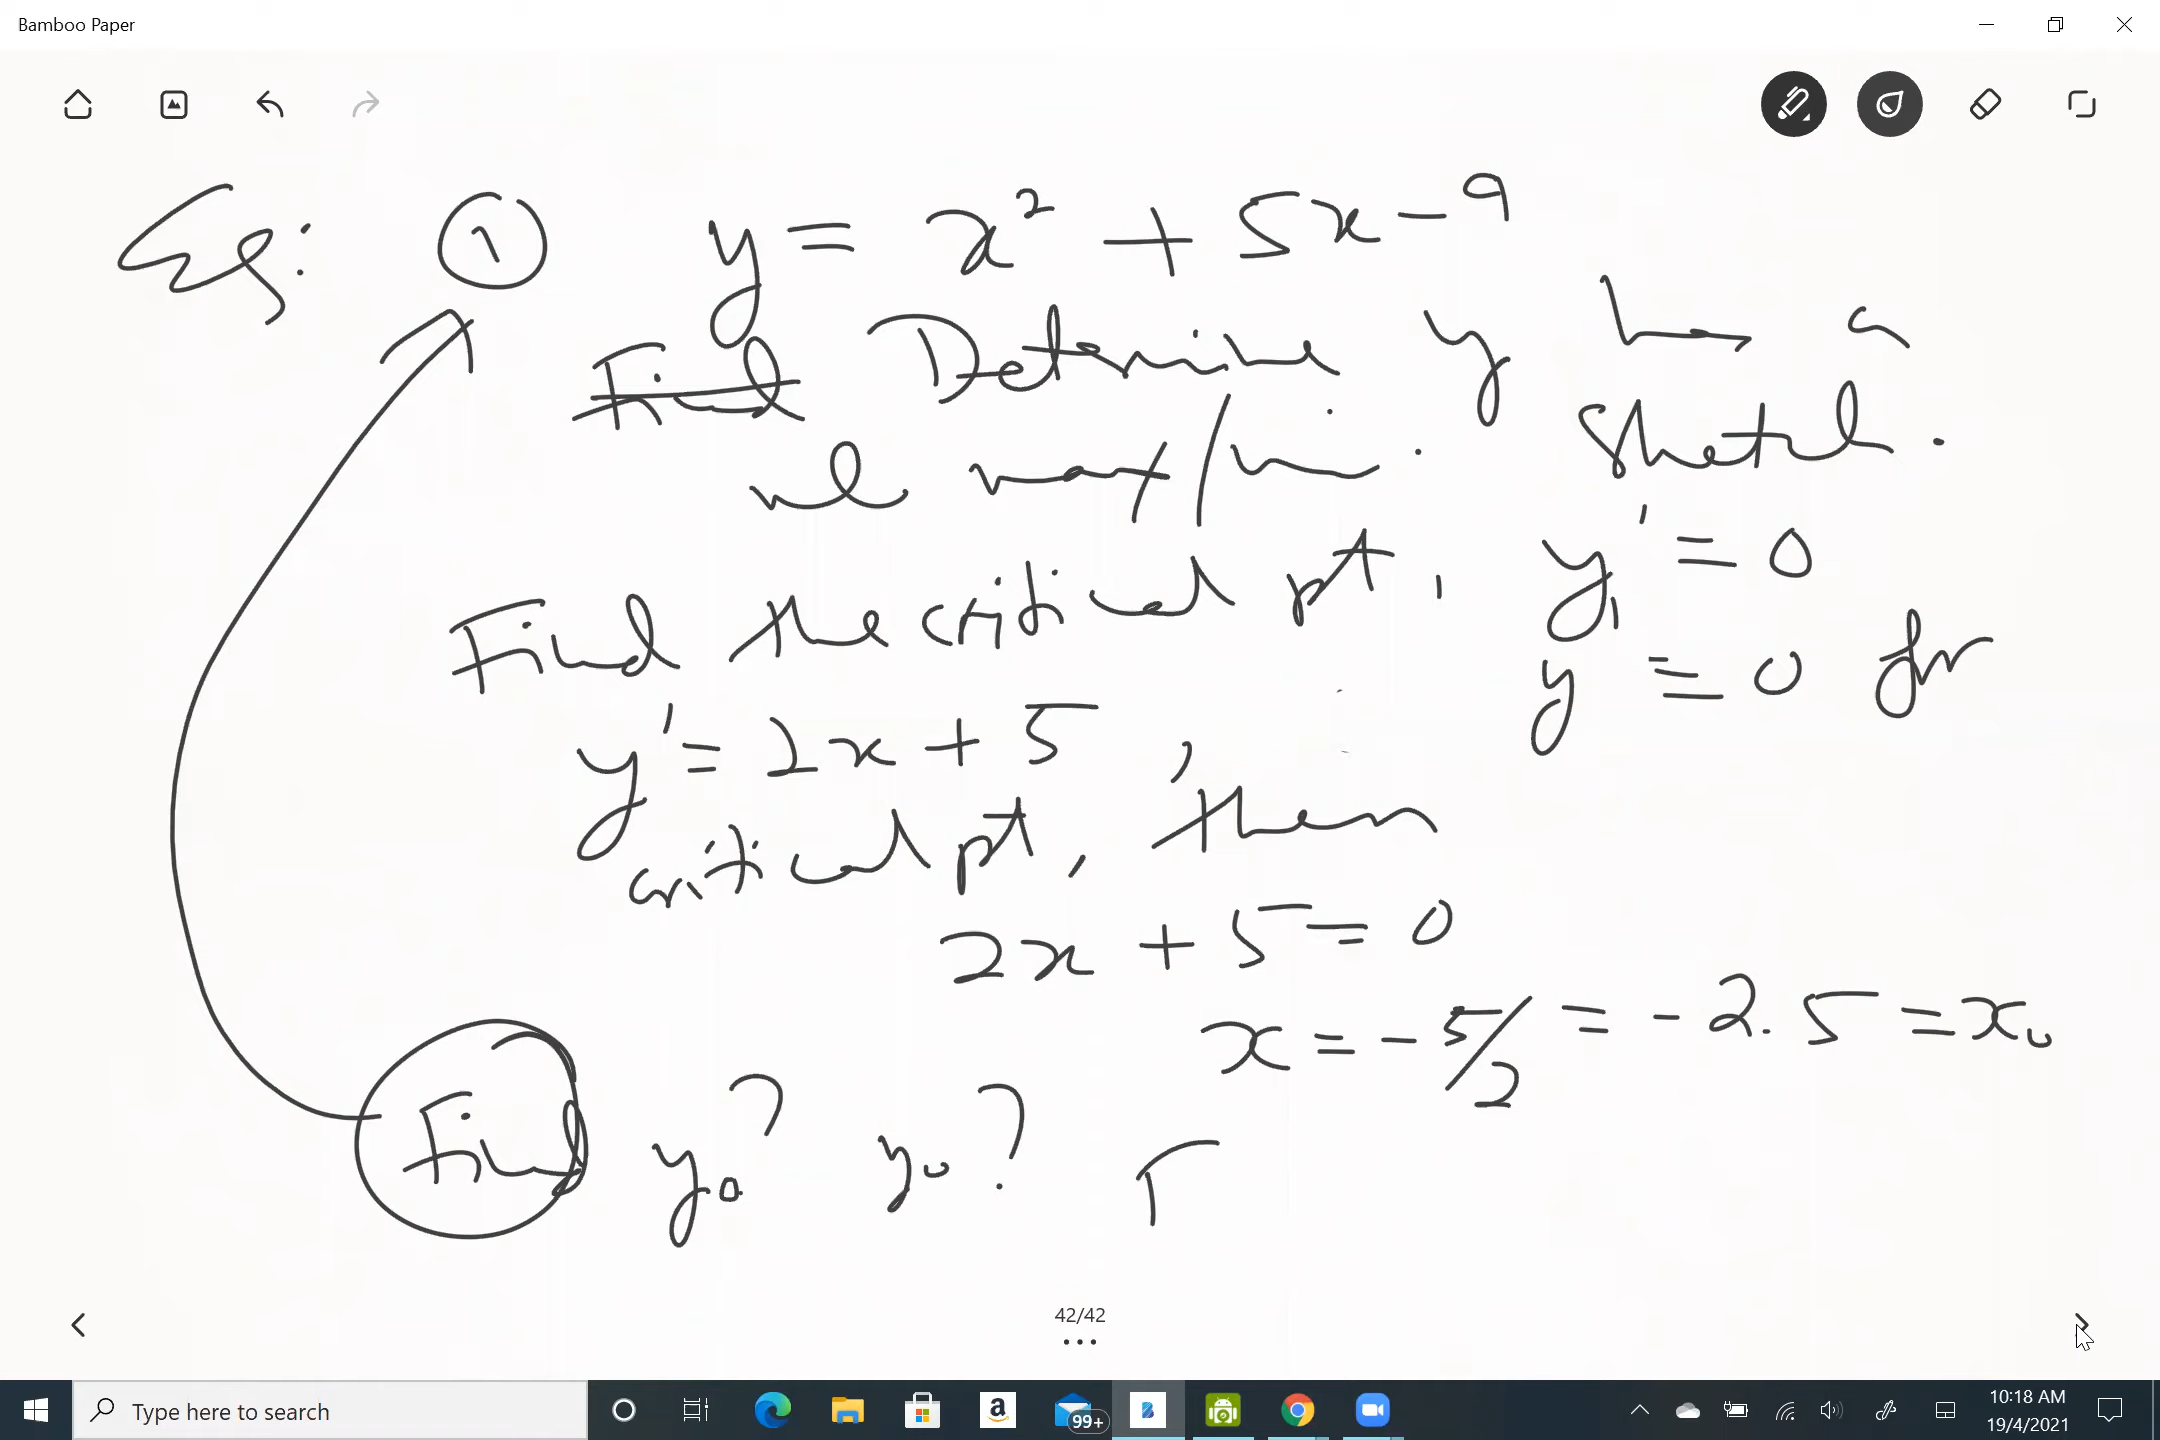 Bamboo Paper
Eg: ① y = x² + 5x - 9
Find Determine y has a
rel max/min. Sketch.
Find the critical pt, y' = 0
y' = 2x + 5, y' = 0 for
critical pt, then
2x + 5 = 0
x = - 5/2 = - 2.5 = x₀
Find y₀? y₀?
42/42
Type here to search
99+
10:18 AM
19/4/2021